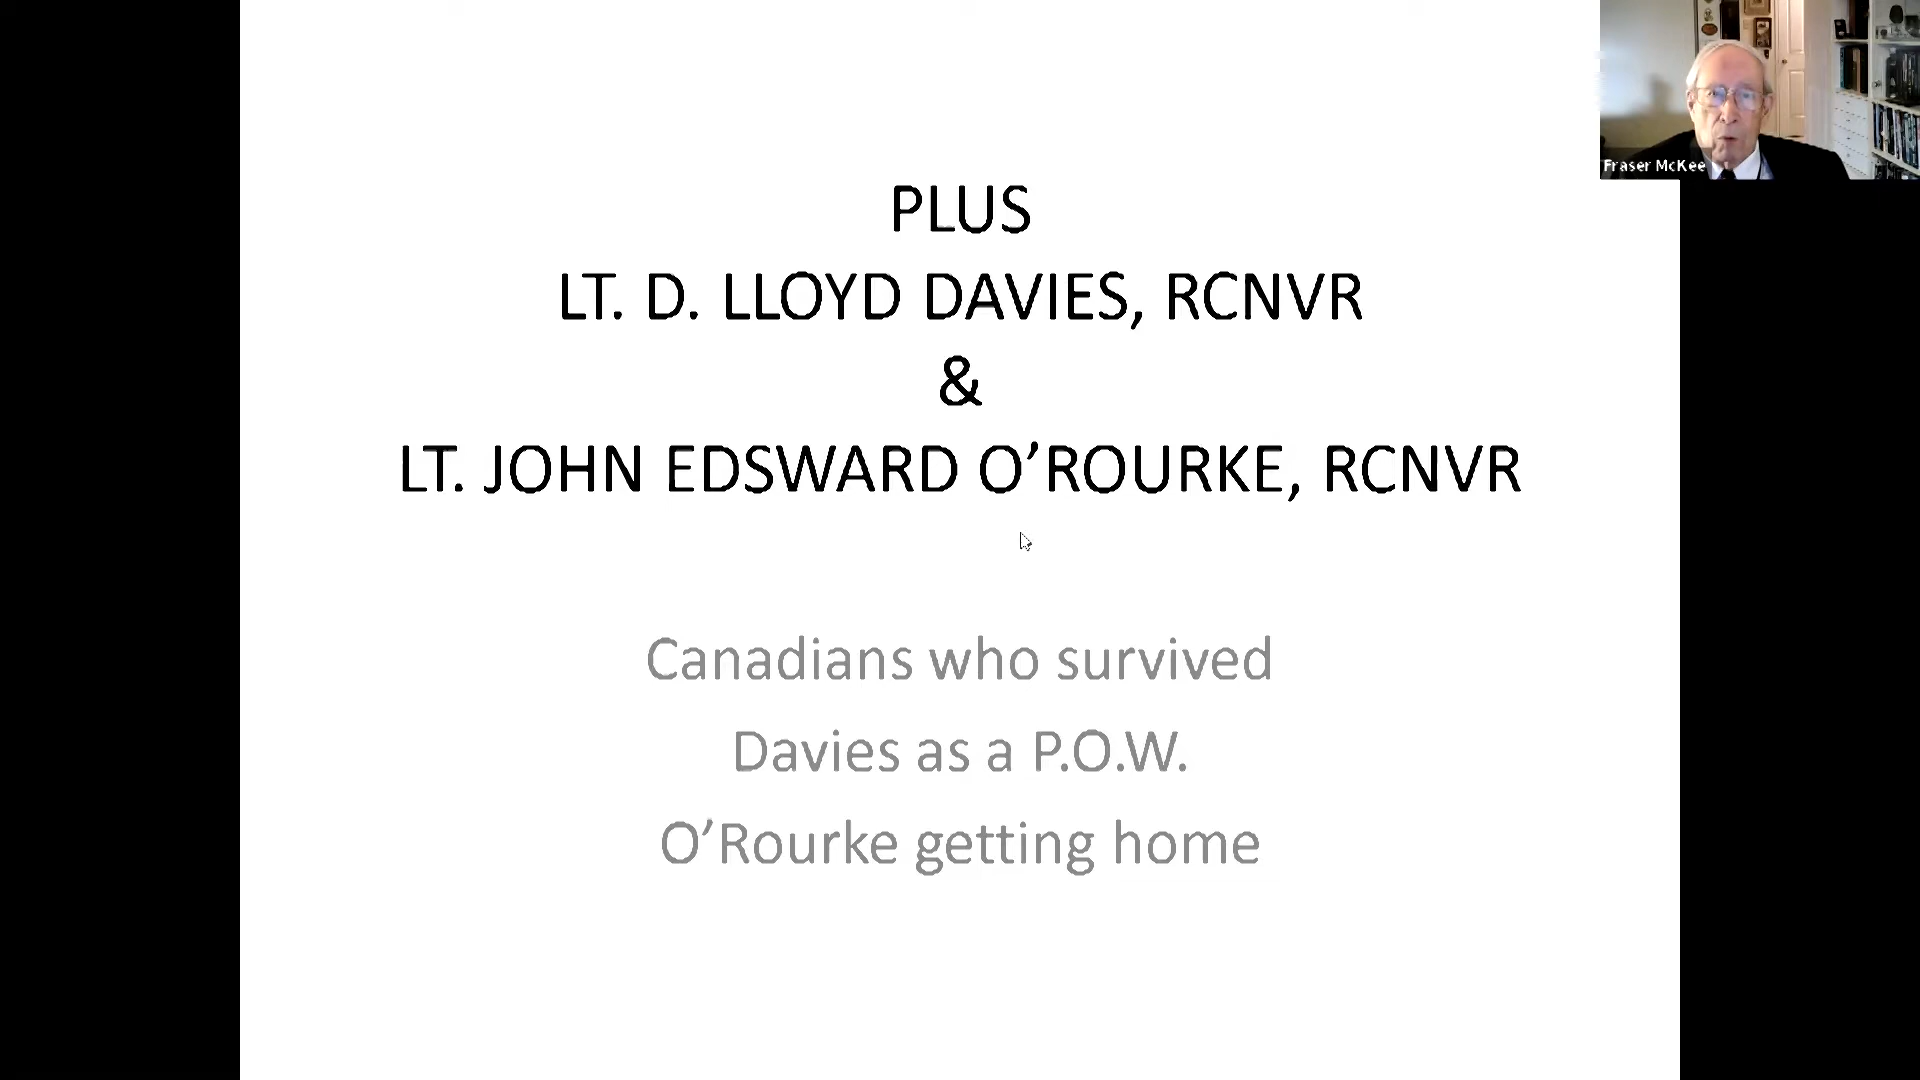 PLUS
LT. D. LLOYD DAVIES, RCNVR
&
LT. JOHN EDSWARD O’ROURKE, RCNVR
Canadians who survived
Davies as a P.O.W.
O’Rourke getting home
Fraser McKee